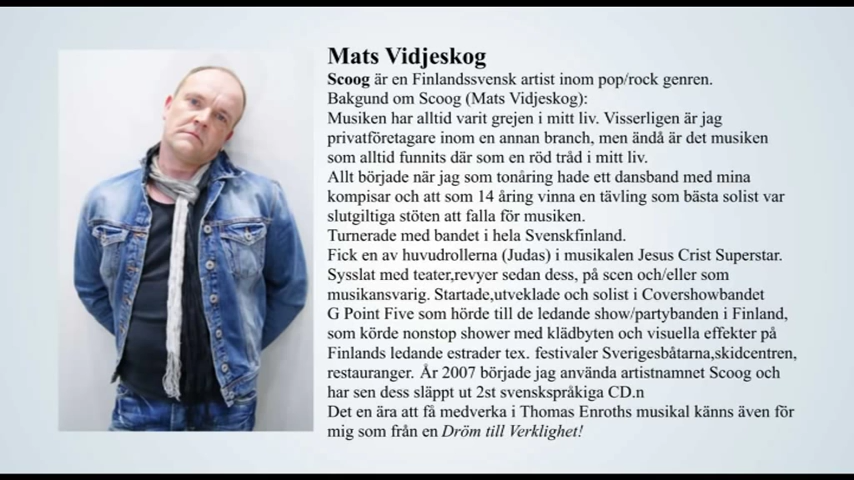 Mats Vidjeskog
Scoog är en Finlandssvensk artist inom pop/rock genren.
Bakgund om Scoog (Mats Vidjeskog):
Musiken har alltid varit grejen i mitt liv. Visserligen är jag
privatföretagare inom en annan branch, men ändå är det musiken
som alltid funnits där som en röd tråd i mitt liv.
Allt började när jag som tonåring hade ett dansband med mina
kompisar och att som 14 åring vinna en tävling som bästa solist var
slutgiltiga stöten att falla för musiken.
Turnerade med bandet i hela Svenskfinland.
Fick en av huvudrollerna (Judas) i musikalen Jesus Crist Superstar.
Sysslat med teater,revyer sedan dess, på scen och/eller som
musikansvarig. Startade,utveklade och solist i Covershowbandet
G Point Five som hörde till de ledande show/partybanden i Finland,
som körde nonstop shower med klädbyten och visuella effekter på
Finlands ledande estrader tex. festivaler Sverigesbåtarna,skidcentren,
restauranger. År 2007 började jag använda artistnamnet Scoog och
har sen dess släppt ut 2st svenskspråkiga CD.n
Det en ära att få medverka i Thomas Enroths musikal känns även för
mig som från en Dröm till Verklighet!